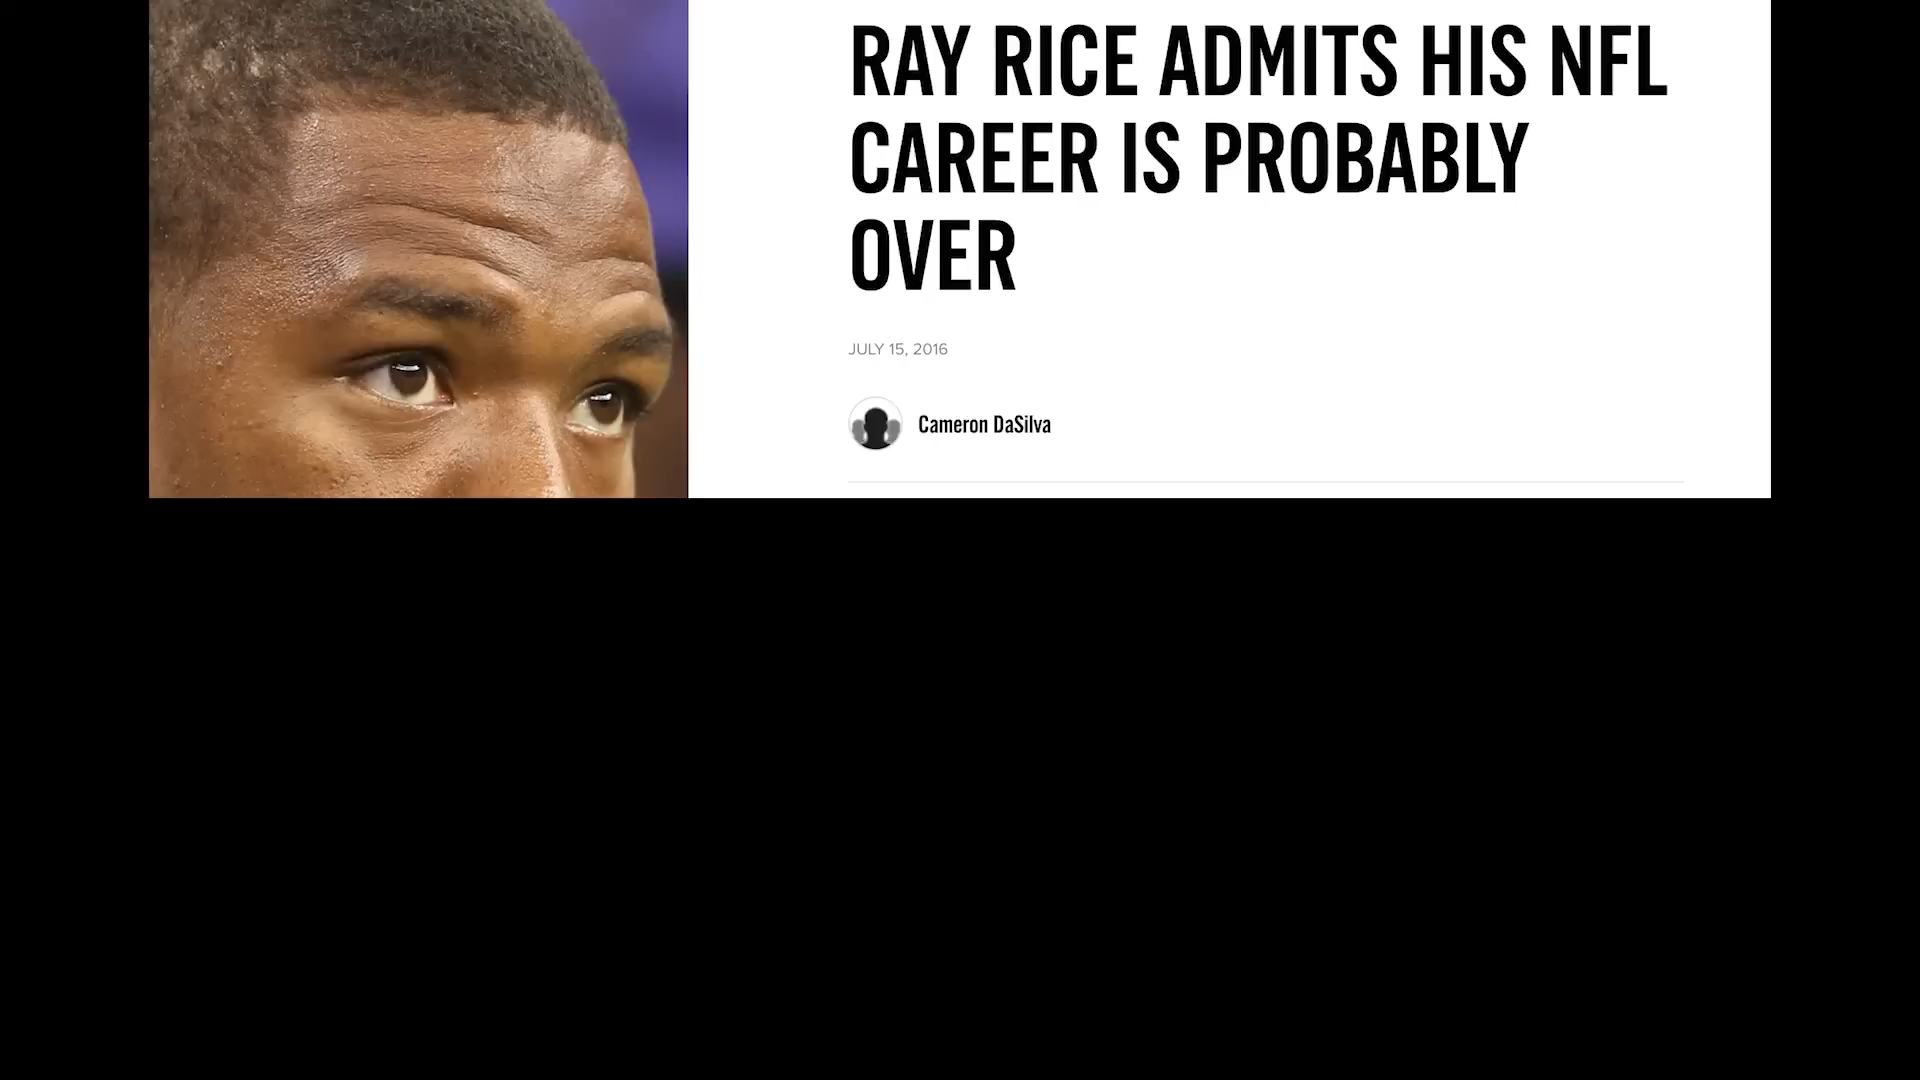 RAY RICE ADMITS HIS NFL
CAREER IS PROBABLY
OVER
JULY 15, 2016
Cameron DaSilva